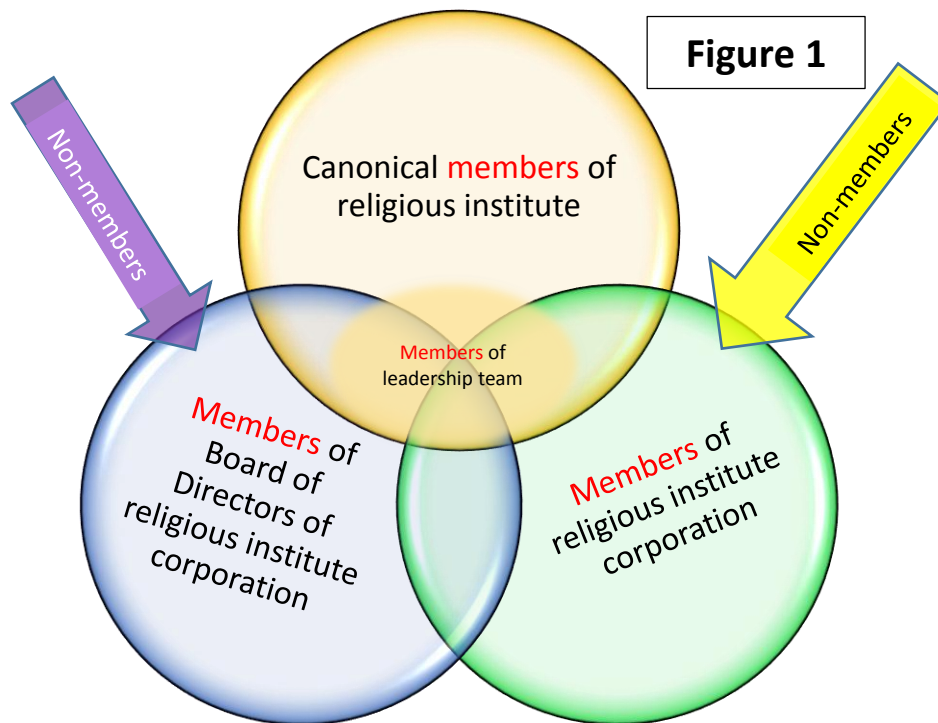 Figure 1
Non-members
Non-members
Canonical members of
religious institute
Members of
leadership team
Members of
Board of
Directors of
religious institute
corporation
Members of
religious institute
corporation